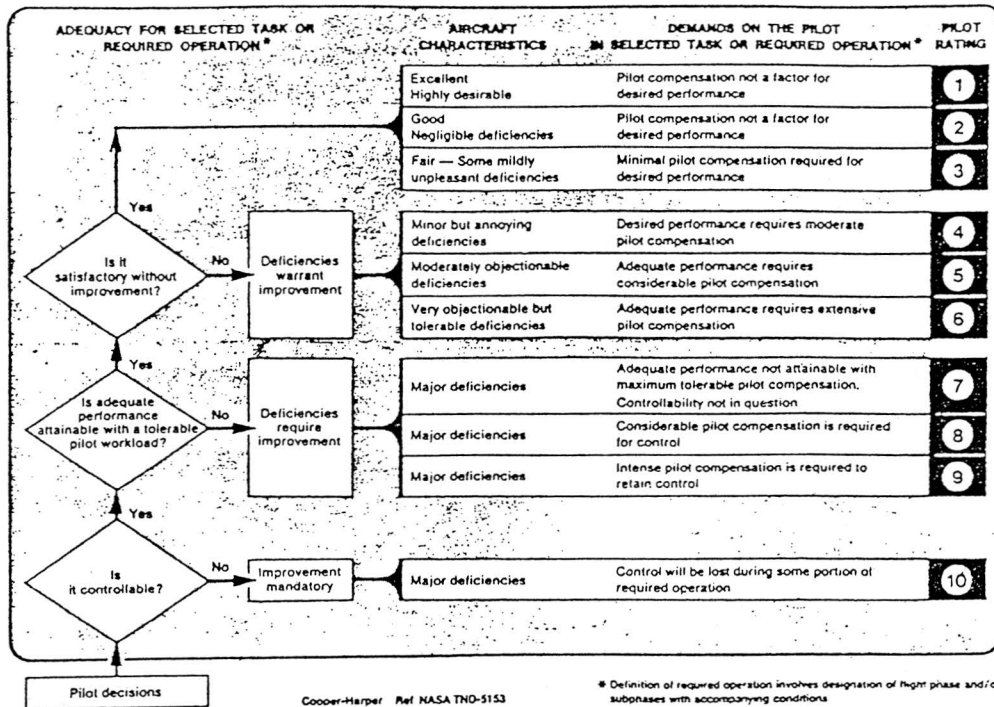 ADEQUACY FOR SELECTED TASK OR
REQUIRED OPERATION*
AIRCRAFT
CHARACTERISTICS
DEMANDS ON THE PILOT
IN SELECTED TASK OR REQUIRED OPERATION*
PILOT
RATING
Excellent
Highly desirable
Pilot compensation not a factor for
desired performance
1
Good
Negligible deficiencies
Pilot compensation not a factor for
desired performance
2
Fair — Some mildly
unpleasant deficiencies
Minimal pilot compensation required for
desired performance
3
Yes
Is it
satisfactory without
improvement?
No
Deficiencies
warrant
improvement
Minor but annoying
deficiencies
Desired performance requires moderate
pilot compensation
4
Moderately objectionable
deficiencies
Adequate performance requires
considerable pilot compensation
5
Very objectionable but
tolerable deficiencies
Adequate performance requires extensive
pilot compensation
6
Yes
Is adequate
performance
attainable with a tolerable
pilot workload?
No
Deficiencies
require
improvement
Major deficiencies
Adequate performance not attainable with
maximum tolerable pilot compensation.
Controllability not in question
7
Major deficiencies
Considerable pilot compensation is required
for control
8
Major deficiencies
Intense pilot compensation is required to
retain control
9
Yes
Is
it controllable?
No
Improvement
mandatory
Major deficiencies
Control will be lost during some portion of
required operation
10
Pilot decisions
Cooper-Harper Ref NASA TND-5153
* Definition of required operation involves designation of flight phase and/o
subphases with accompanying conditions